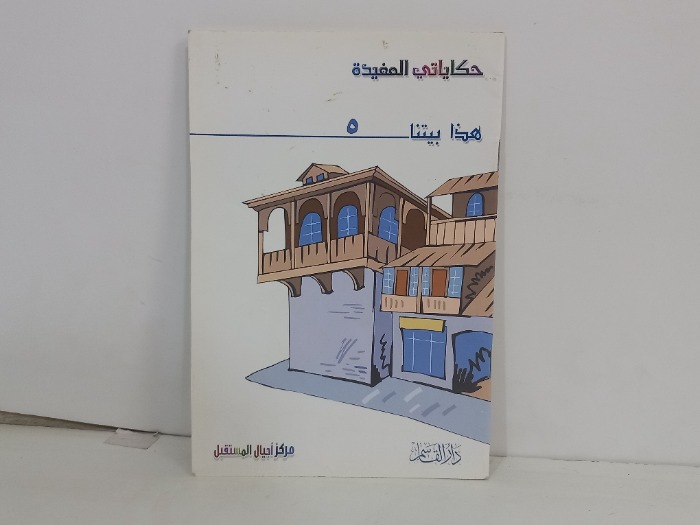 حكاياتي المفيدة
هذا بيتنا ٥
دار القاسم
مركز أجيال المستقبل